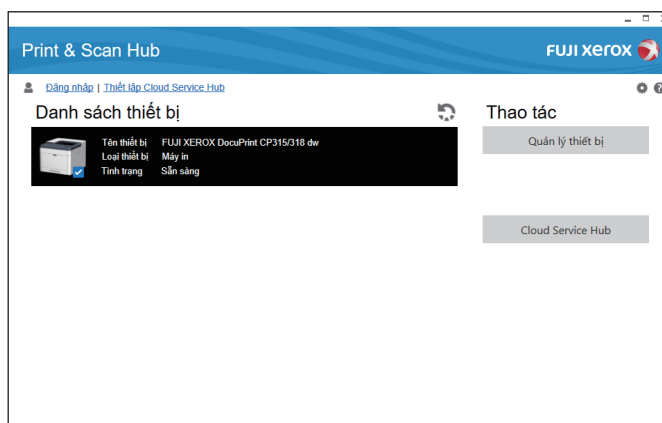 Print & Scan Hub
FUJI xerox
Đăng nhập | Thiết lập Cloud Service Hub
Danh sách thiết bị
Thao tác
Tên thiết bị FUJI XEROX DocuPrint CP315/318 dw
Loại thiết bị Máy in
Tình trạng Sẵn sàng
Quản lý thiết bị
Cloud Service Hub